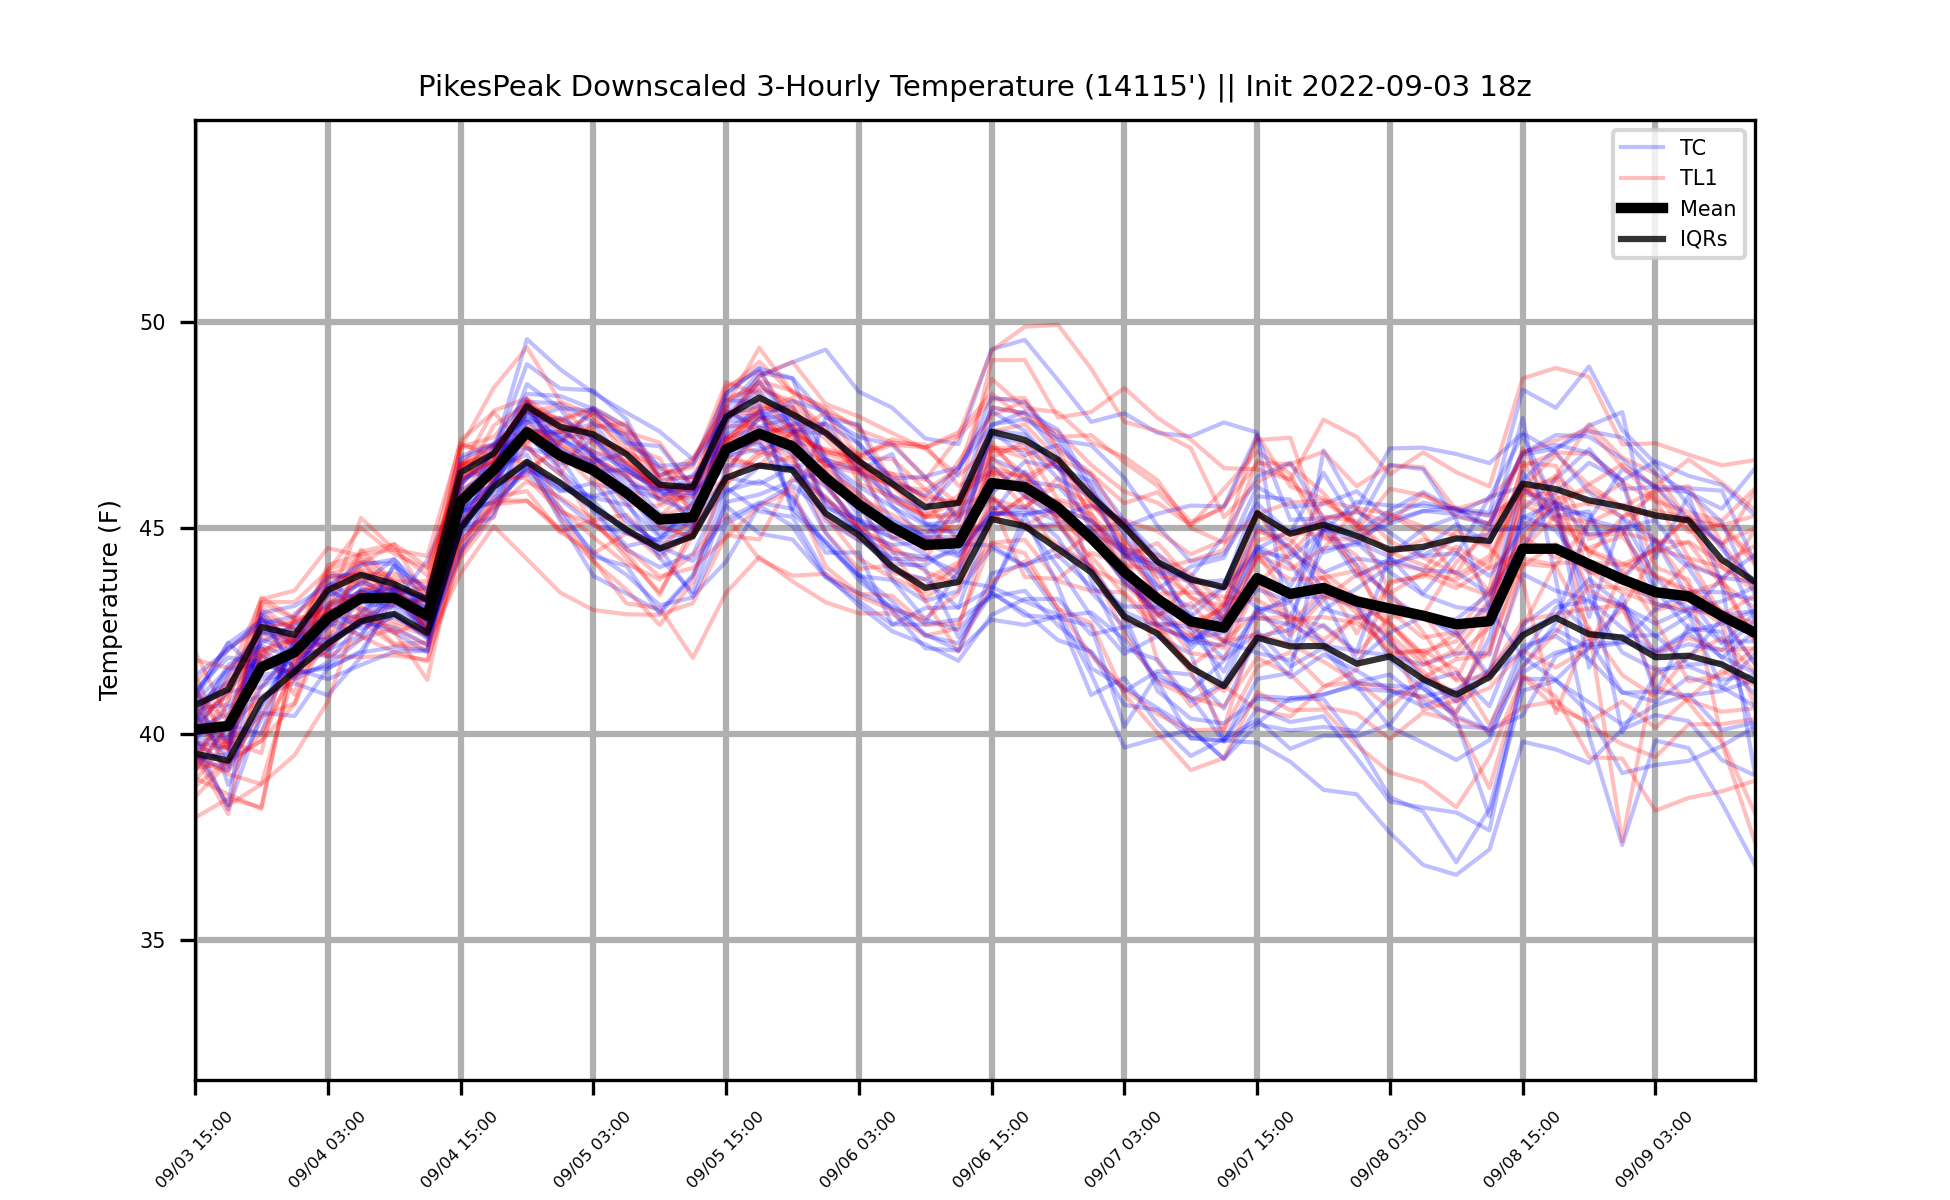 PikesPeak Downscaled 3-Hourly Temperature (14115') || Init 2022-09-03 18z
TC
TL1
Mean
IQRs
Temperature (F)
50
45
40
35
09/03 15:00
09/04 03:00
09/04 15:00
09/05 03:00
09/05 15:00
09/06 03:00
09/06 15:00
09/07 03:00
09/07 15:00
09/08 03:00
09/08 15:00
09/09 03:00